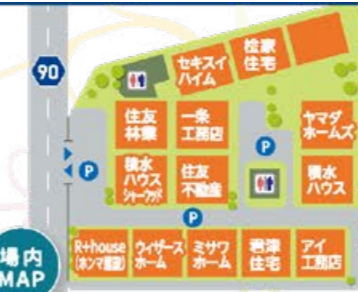 90
セキスイ
ハイム
桧家
住宅
住友
林業
一条
工務店
ヤマダ
ホームズ
P
P
積水
ハウス
シャーウッド
住友
不動産
積水
ハウス
P
場内
MAP
R+house
(ホンマ建設)
ウィザース
ホーム
ミサワ
ホーム
君津
住宅
アイ
工務店